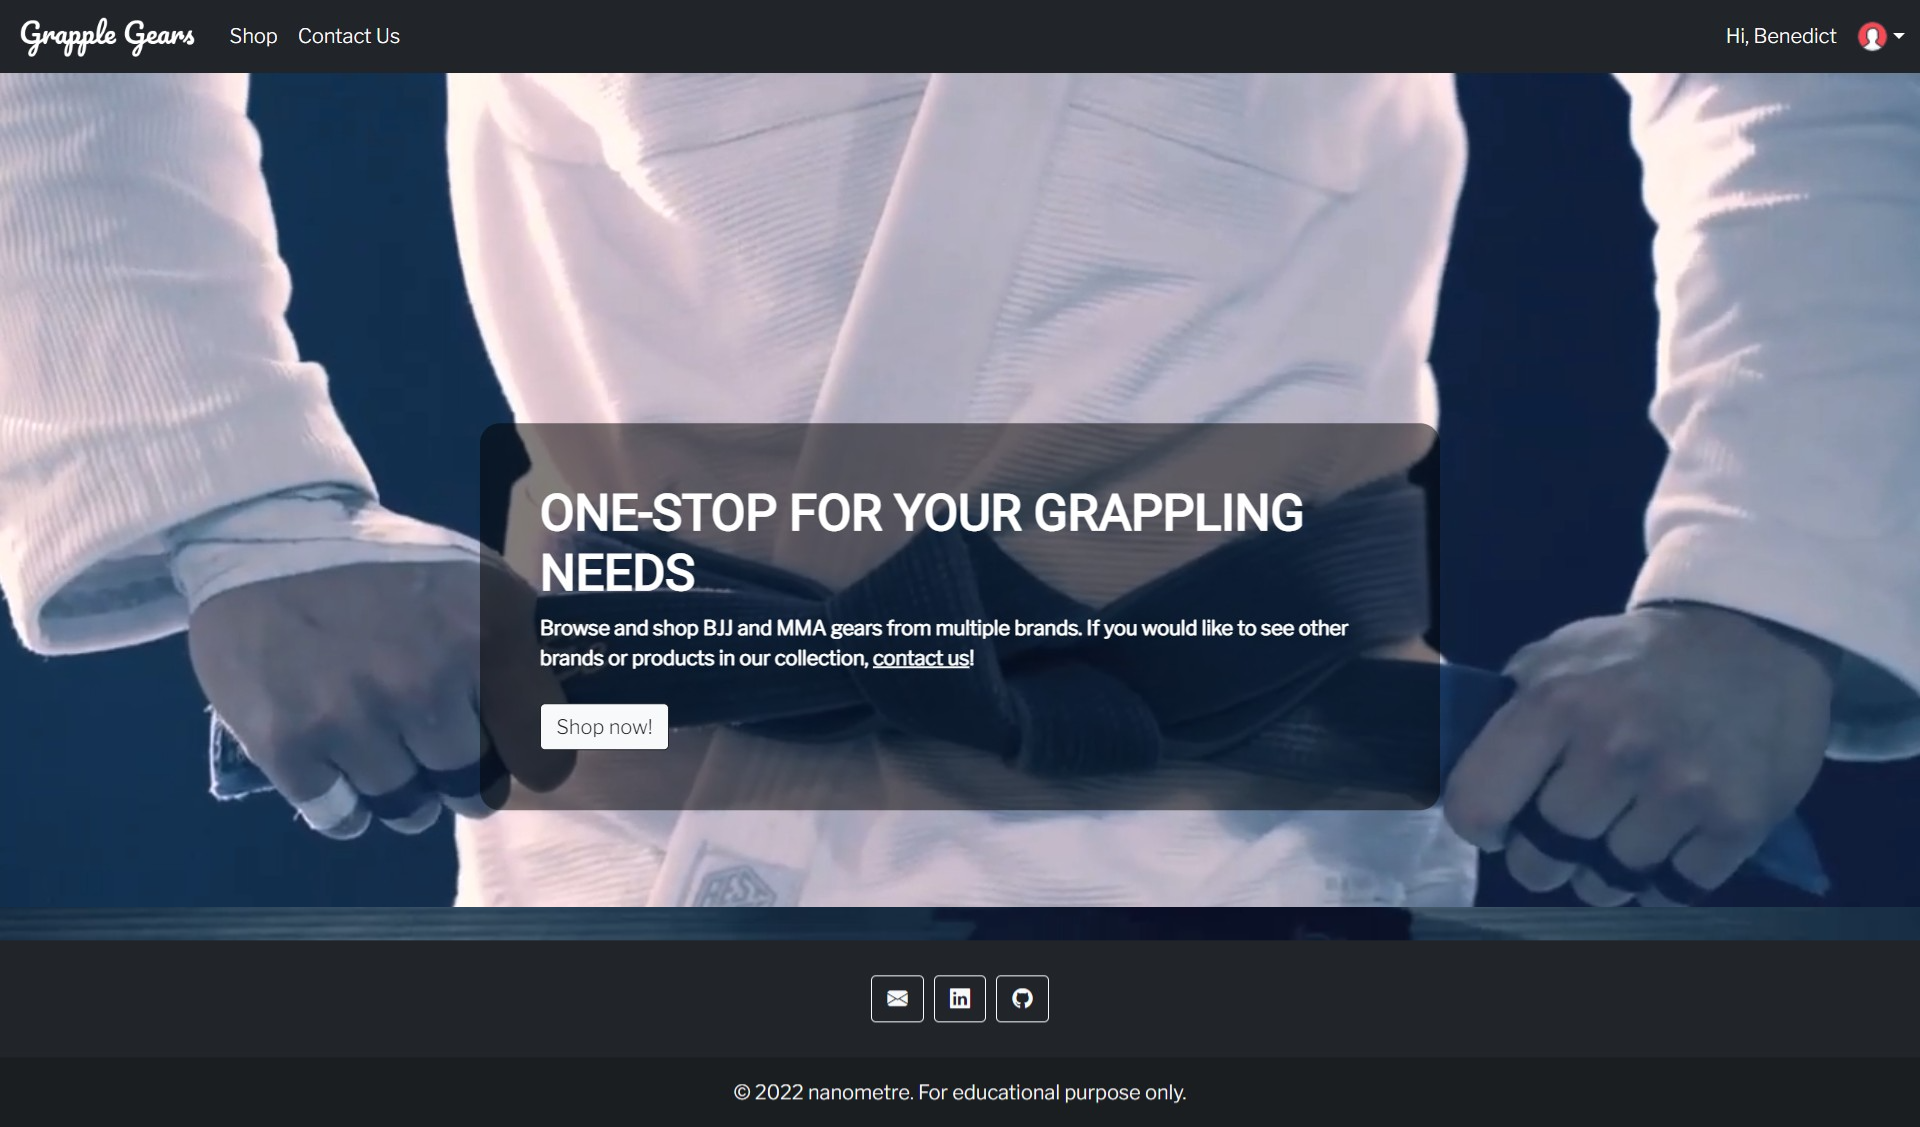 Grapple Gears Shop Contact Us Hi, Benedict
ONE-STOP FOR YOUR GRAPPLING
NEEDS
Browse and shop BJJ and MMA gears from multiple brands. If you would like to see other
brands or products in our collection, contact us!
Shop now!
in
© 2022 nanometre. For educational purpose only.